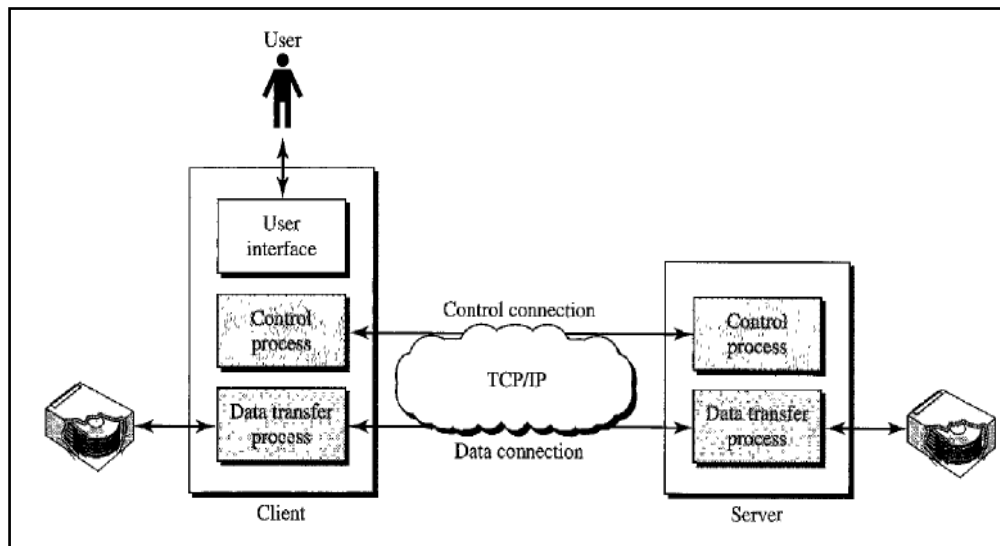 User
User
interface
Control
process
Data transfer
process
Client
Control connection
TCP/IP
Data connection
Control
process
Data transfer
process
Server